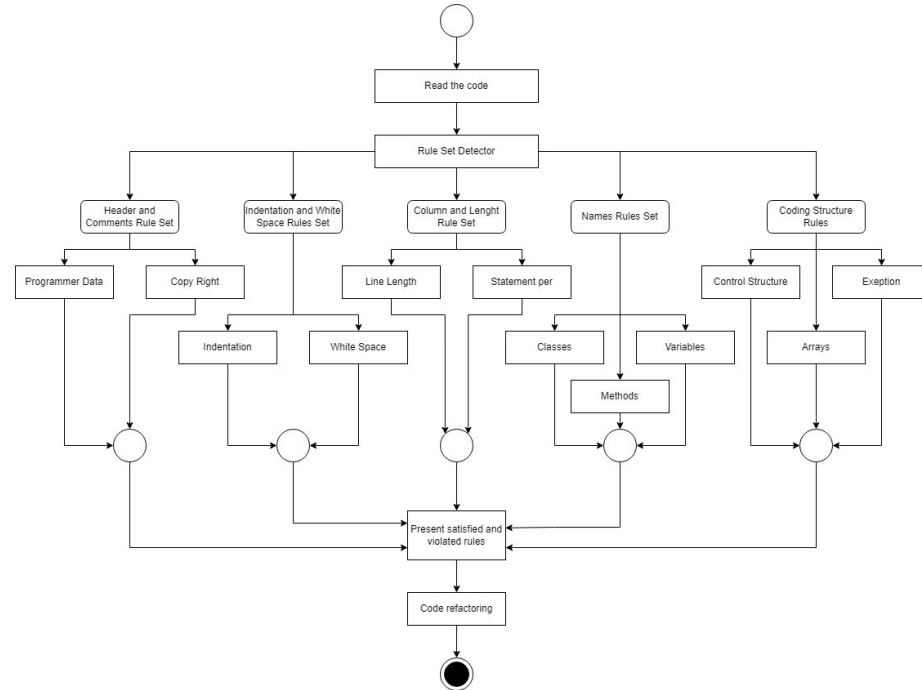 Read the code
Rule Set Detector
Header and
Comments Rule Set
Indentation and White
Space Rules Set
Column and Lenght
Rule Set
Names Rules Set
Coding Structure
Rules
Programmer Data
Copy Right
Line Length
Statement per
Control Structure
Exeption
Indentation
White Space
Classes
Variables
Arrays
Methods
Present satisfied and
violated rules
Code refactoring